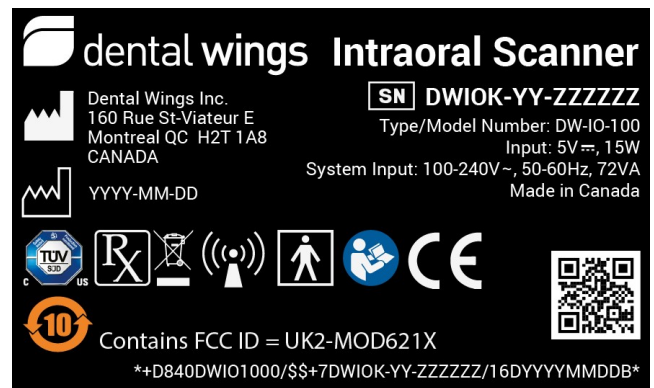 dental wings Intraoral Scanner
Dental Wings Inc.
160 Rue St-Viateur E
Montreal QC  H2T 1A8
CANADA
YYYY-MM-DD
SN DWIOK-YY-ZZZZZZ
Type/Model Number: DW-IO-100
Input: 5V⎓, 15W
System Input: 100-240V~, 50-60Hz, 72VA
Made in Canada
TÜV
SÜD
C US
Rx
CE
10
Contains FCC ID = UK2-MOD621X
*+D840DWIO1000/$$+7DWIOK-YY-ZZZZZZ/16DYYYYMMDDB*